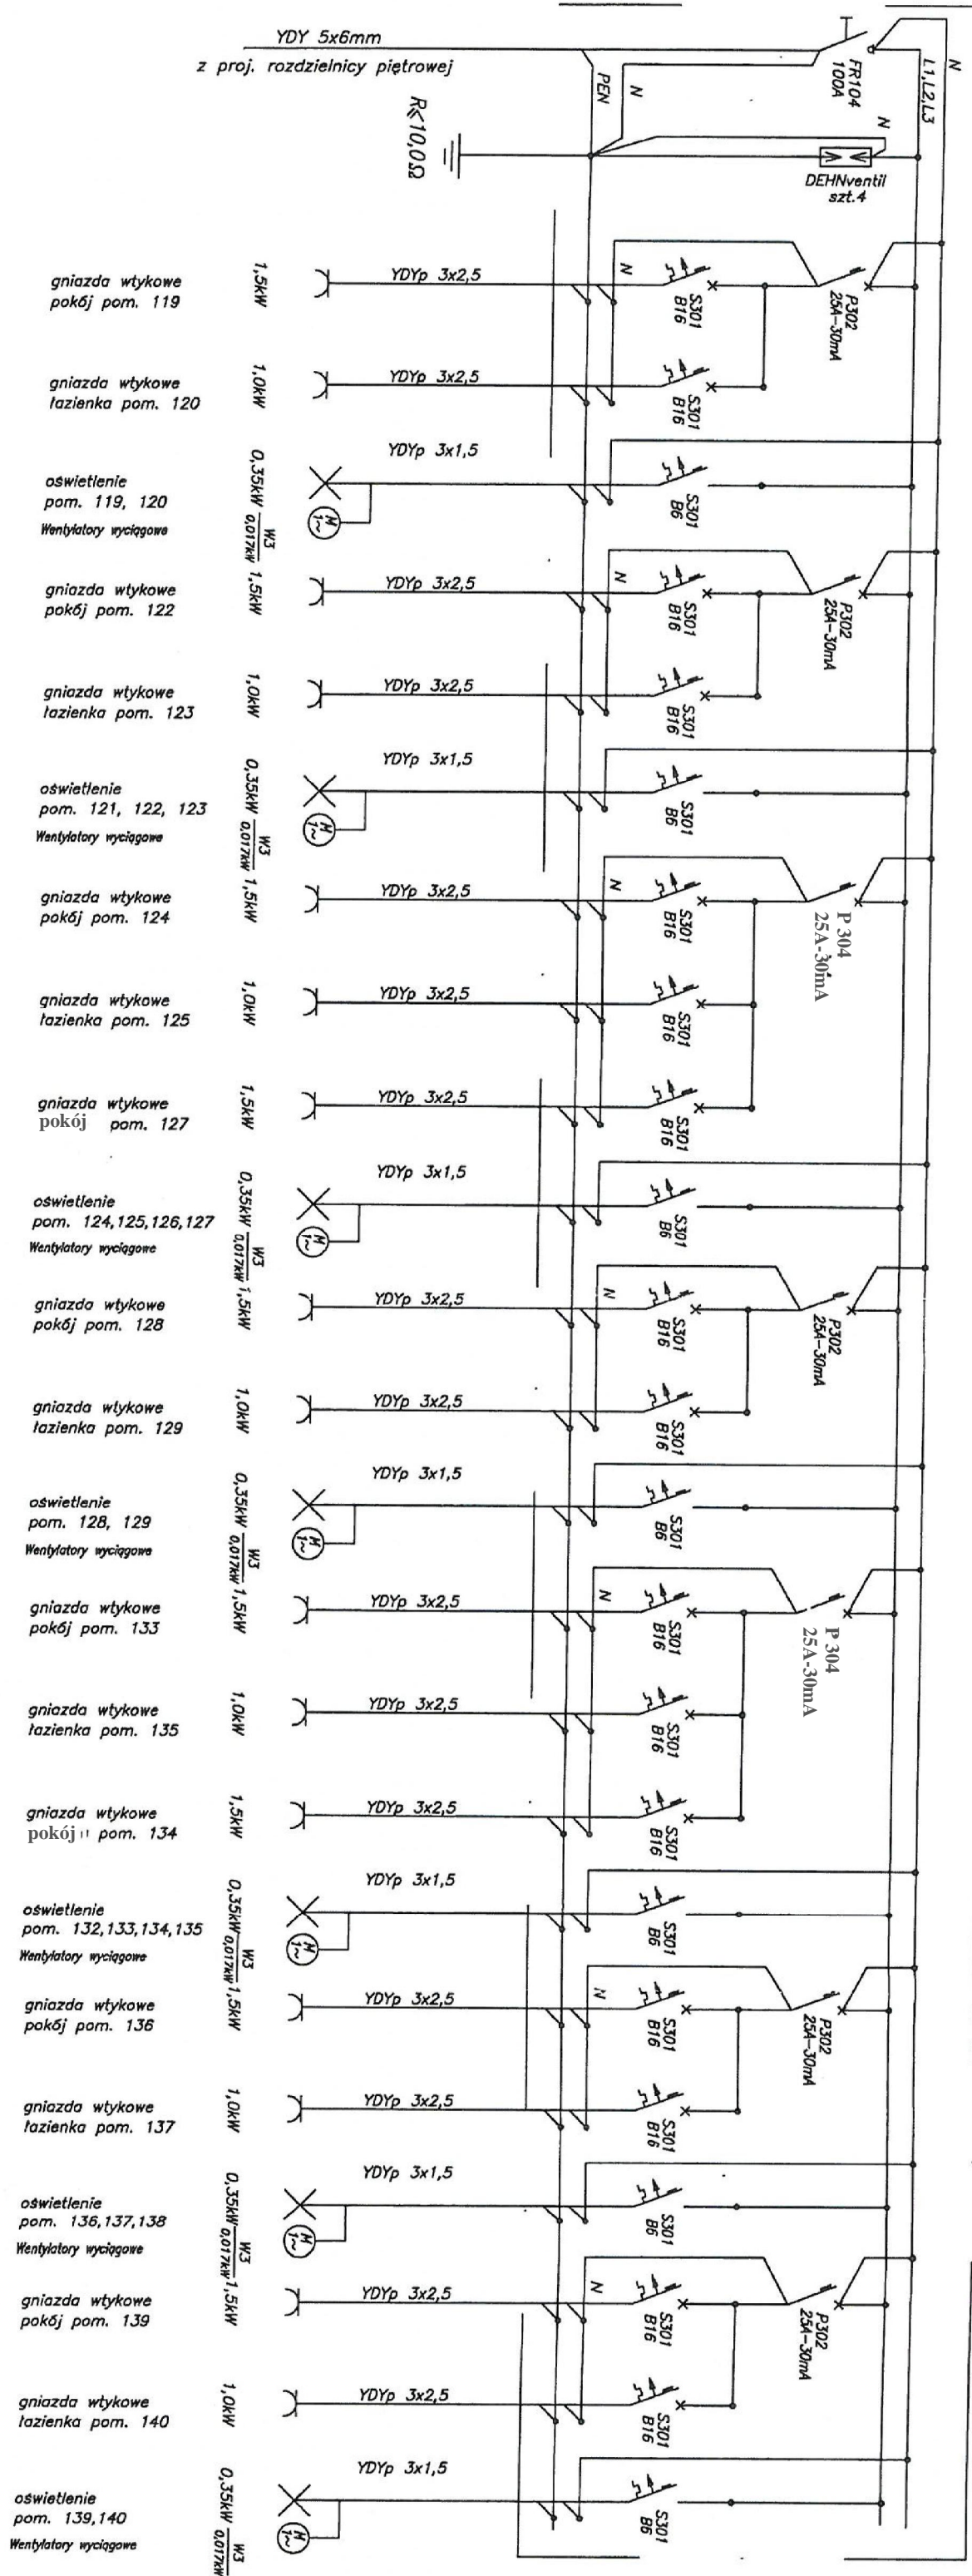 YDY 5x6mm
z proj. rozdzielnicy piętrowej
PEN
N
FR104
100A
L1,L2,L3
N
R≤10,0Ω
N
DEHNventil
szt.4
gniazda wtykowe
pokój pom. 119
1,5kW
YDYp 3x2,5
N
S301
B16
P302
25A-30mA
gniazda wtykowe
łazienka pom. 120
1,0kW
YDYp 3x2,5
S301
B16
oświetlenie
pom. 119, 120
Wentylatory wyciągowe
0,35kW
W3
0,017kW
M
1~
YDYp 3x1,5
S301
B6
gniazda wtykowe
pokój pom. 122
1,5kW
YDYp 3x2,5
N
S301
B16
P302
25A-30mA
gniazda wtykowe
łazienka pom. 123
1,0kW
YDYp 3x2,5
S301
B16
oświetlenie
pom. 121, 122, 123
Wentylatory wyciągowe
0,35kW
W3
0,017kW
M
1~
YDYp 3x1,5
S301
B6
gniazda wtykowe
pokój pom. 124
1,5kW
YDYp 3x2,5
N
S301
B16
P 304
25A-30mA
gniazda wtykowe
łazienka pom. 125
1,0kW
YDYp 3x2,5
S301
B16
gniazda wtykowe
pokój pom. 127
1,5kW
YDYp 3x2,5
S301
B16
oświetlenie
pom. 124,125,126,127
Wentylatory wyciągowe
0,35kW
W3
0,017kW
M
1~
YDYp 3x1,5
S301
B6
gniazda wtykowe
pokój pom. 128
1,5kW
YDYp 3x2,5
N
S301
B16
P302
25A-30mA
gniazda wtykowe
łazienka pom. 129
1,0kW
YDYp 3x2,5
S301
B16
oświetlenie
pom. 128, 129
Wentylatory wyciągowe
0,35kW
W3
0,017kW
M
1~
YDYp 3x1,5
S301
B6
gniazda wtykowe
pokój pom. 133
1,5kW
YDYp 3x2,5
N
S301
B16
P 304
25A-30mA
gniazda wtykowe
łazienka pom. 135
1,0kW
YDYp 3x2,5
S301
B16
gniazda wtykowe
pokój pom. 134
1,5kW
YDYp 3x2,5
S301
B16
oświetlenie
pom. 132,133,134,135
Wentylatory wyciągowe
0,35kW
W3
0,017kW
M
1~
YDYp 3x1,5
S301
B6
gniazda wtykowe
pokój pom. 136
1,5kW
YDYp 3x2,5
N
S301
B16
P302
25A-30mA
gniazda wtykowe
łazienka pom. 137
1,0kW
YDYp 3x2,5
S301
B16
oświetlenie
pom. 136,137,138
Wentylatory wyciągowe
0,35kW
W3
0,017kW
M
1~
YDYp 3x1,5
S301
B6
gniazda wtykowe
pokój pom. 139
1,5kW
YDYp 3x2,5
N
S301
B16
P302
25A-30mA
gniazda wtykowe
łazienka pom. 140
1,0kW
YDYp 3x2,5
S301
B16
oświetlenie
pom. 139,140
Wentylatory wyciągowe
0,35kW
W3
0,017kW
M
1~
YDYp 3x1,5
S301
B6